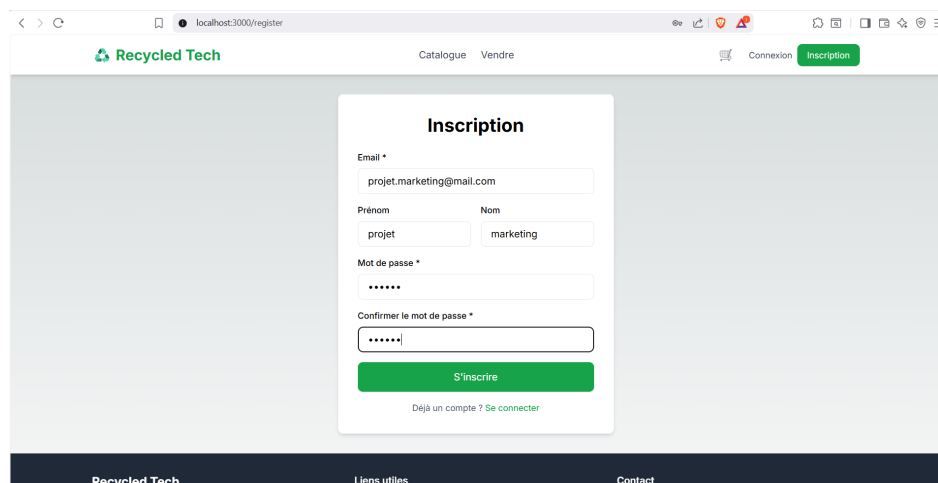 localhost:3000/register
Recycled Tech
Catalogue Vendre
Connexion Inscription
Inscription
Email *
projet.marketing@mail.com
Prénom Nom
projet marketing
Mot de passe *
••••••
Confirmer le mot de passe *
••••••
S'inscrire
Déjà un compte ? Se connecter
Recycled Tech Liens utiles Contact